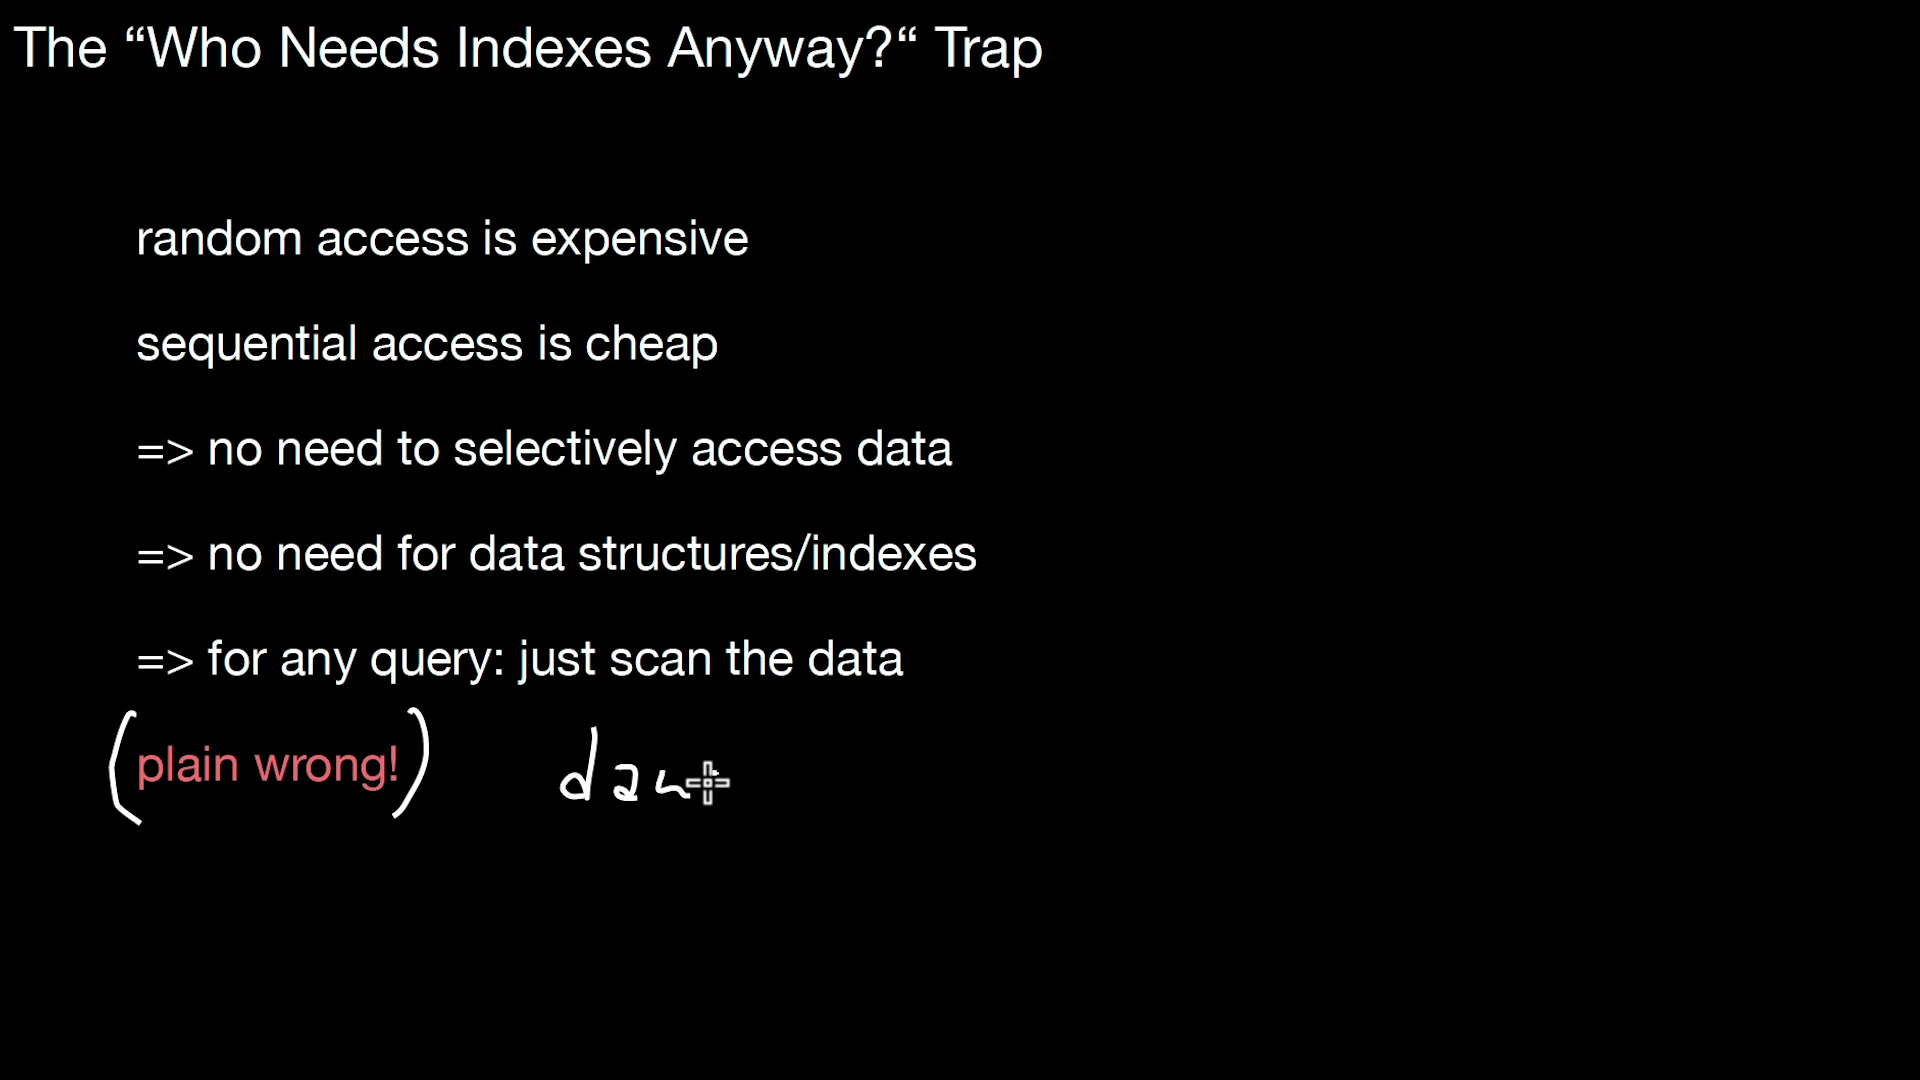 The “Who Needs Indexes Anyway?“ Trap
random access is expensive
sequential access is cheap
=> no need to selectively access data
=> no need for data structures/indexes
=> for any query: just scan the data
(plain wrong!) dan